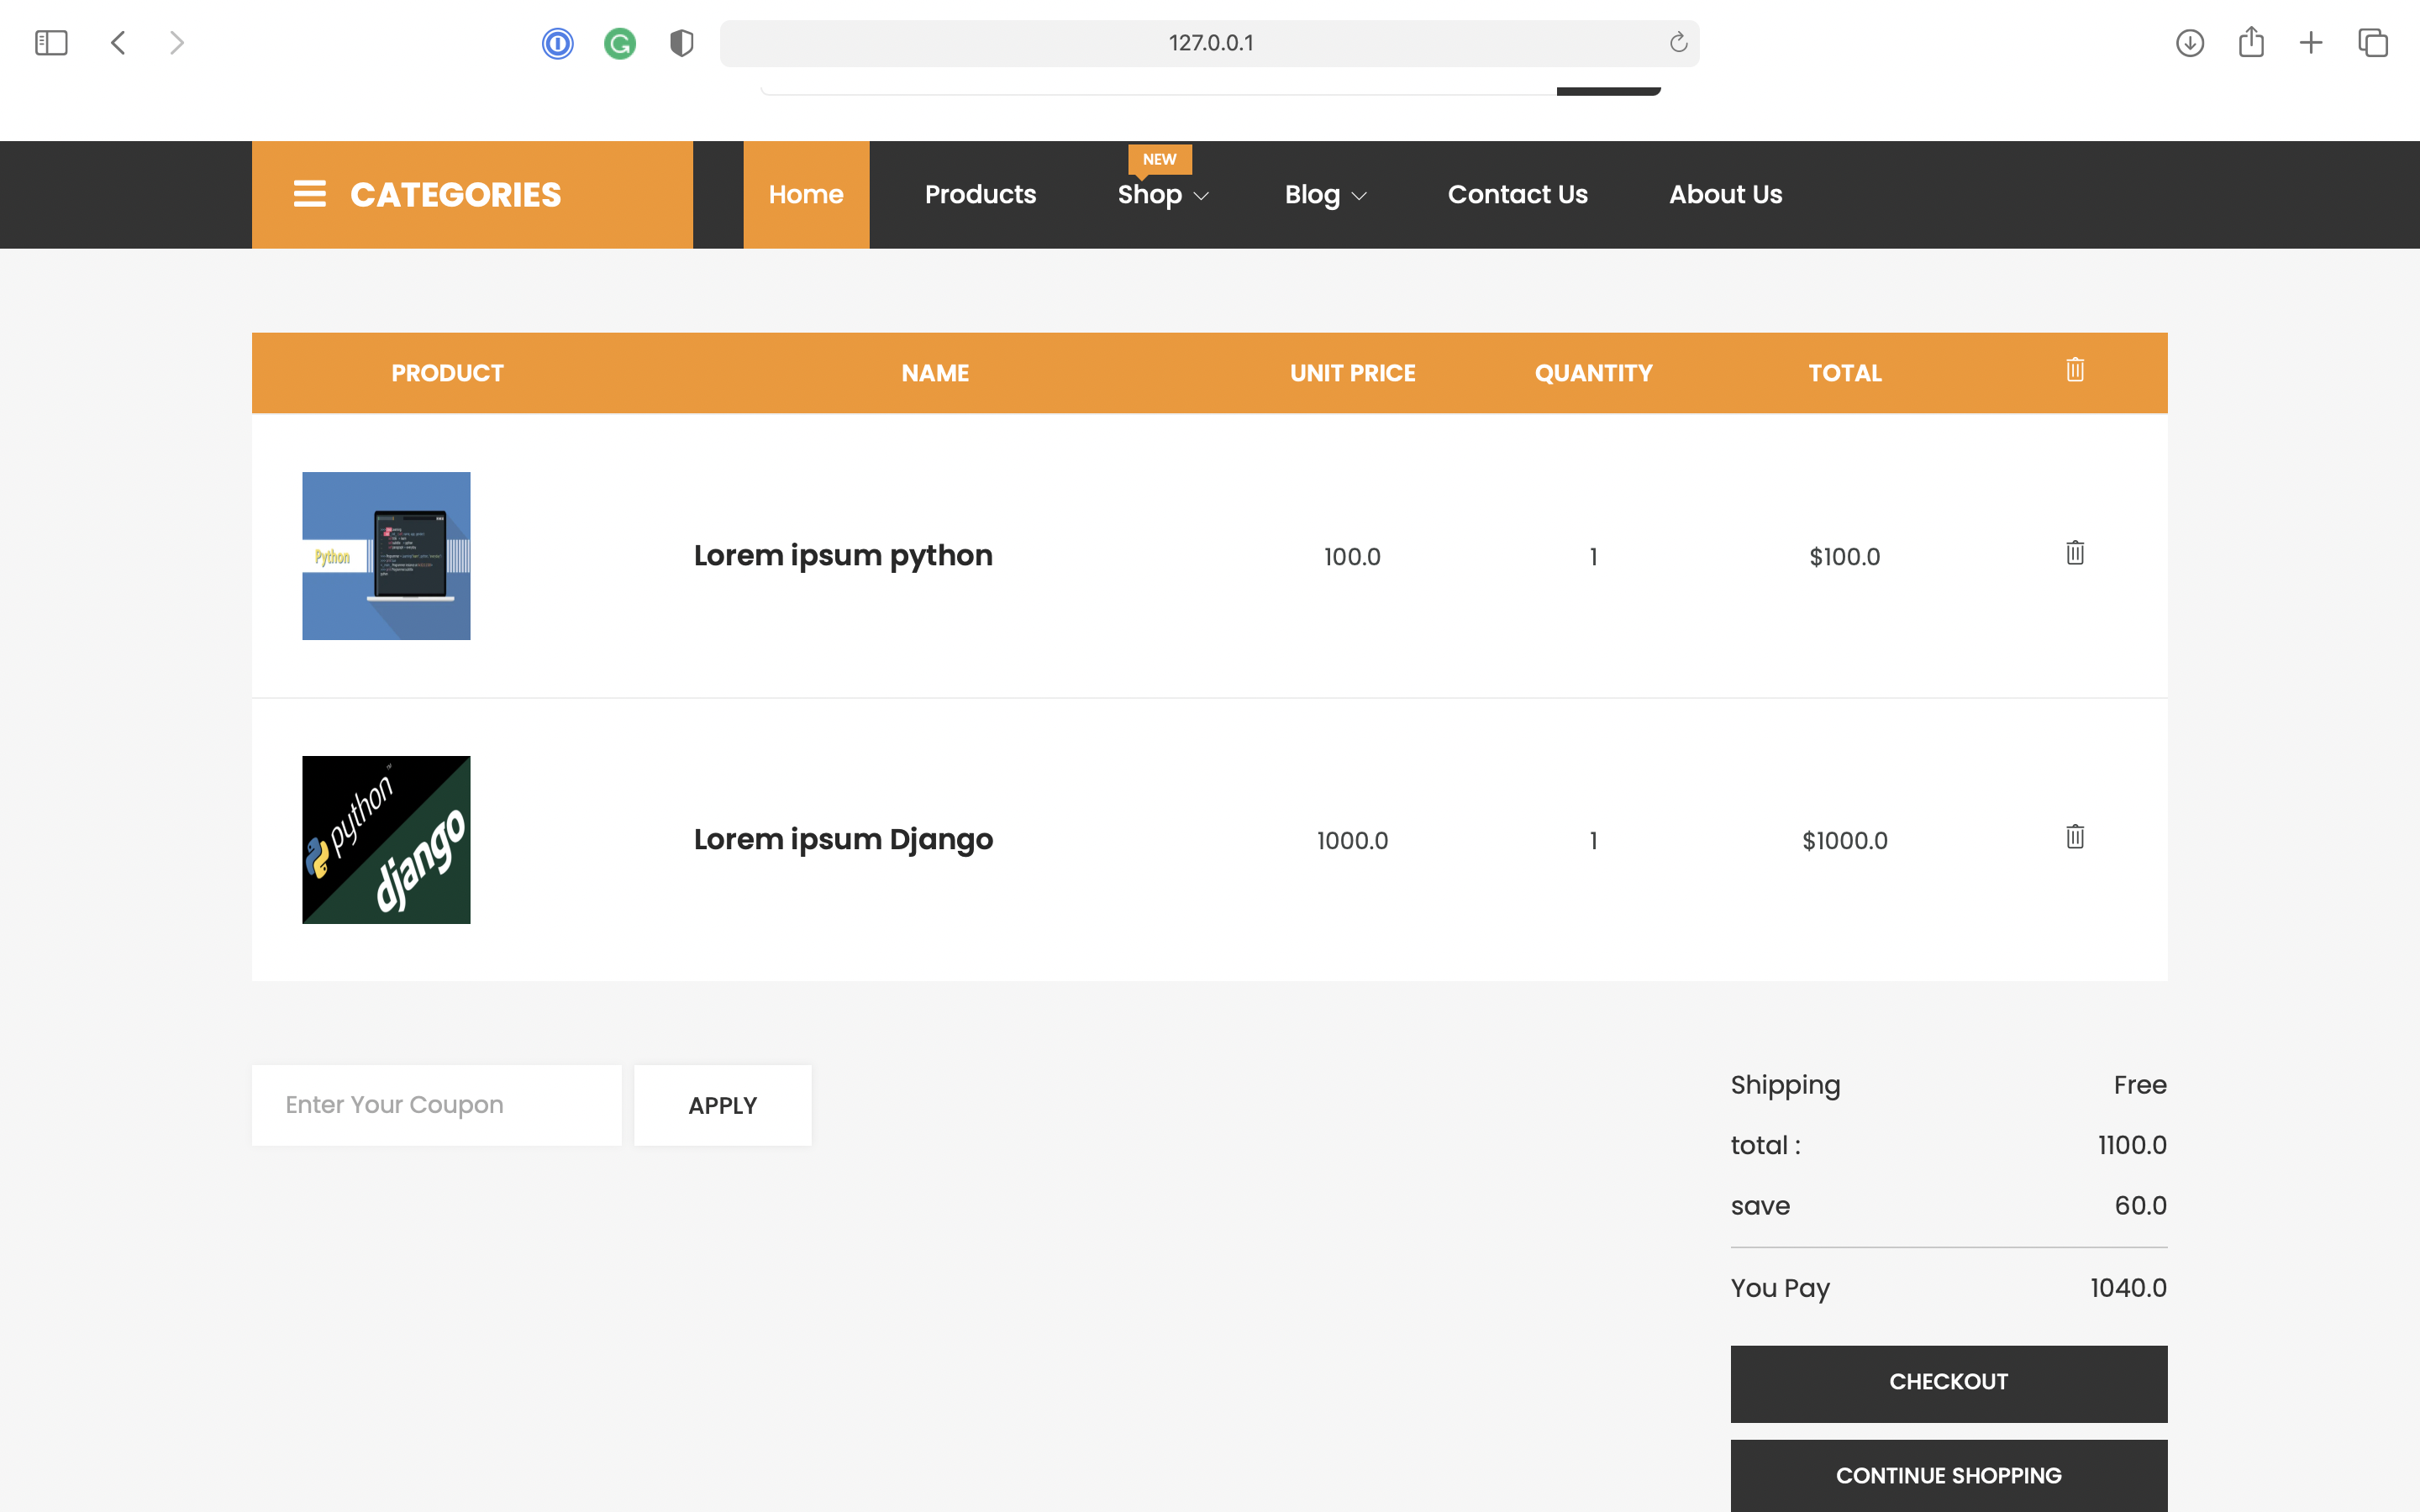 127.0.0.1
NEW
CATEGORIES Home Products Shop Blog Contact Us About Us
PRODUCT NAME UNIT PRICE QUANTITY TOTAL
Python
Lorem ipsum python 100.0 1 $100.0
python
django
Lorem ipsum Django 1000.0 1 $1000.0
Enter Your Coupon APPLY
Shipping Free
total : 1100.0
save 60.0
You Pay 1040.0
CHECKOUT
CONTINUE SHOPPING